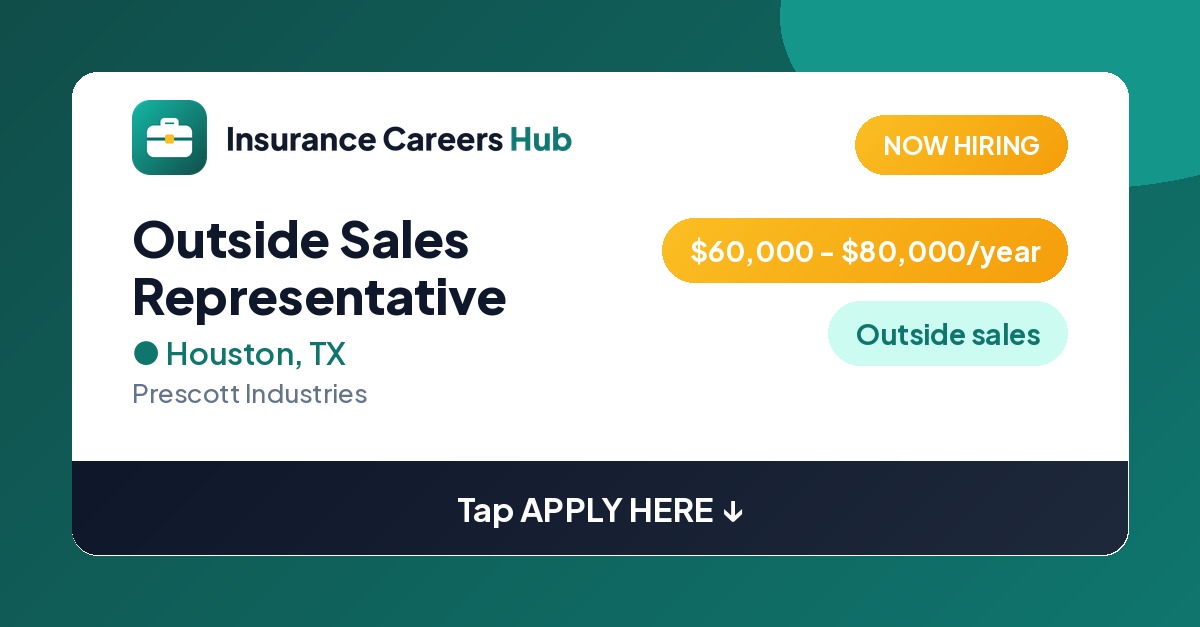 Insurance Careers Hub
NOW HIRING
Outside Sales
Representative
Houston, TX
Prescott Industries
$60,000 - $80,000/year
Outside sales
Tap APPLY HERE ↓